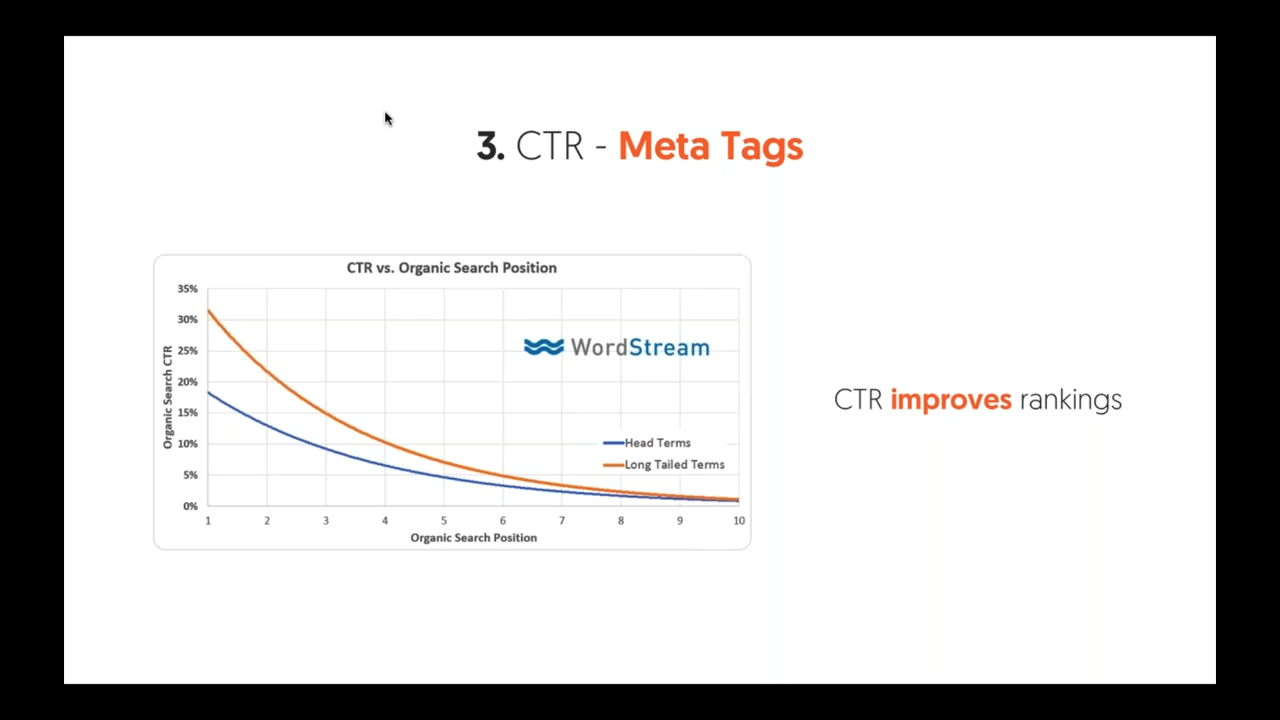 3. CTR - Meta Tags
CTR vs. Organic Search Position
35%
30%
25%
20%
15%
10%
5%
0%
Organic Search CTR
WordStream
Head Terms
Long Tailed Terms
1 2 3 4 5 6 7 8 9 10
Organic Search Position
CTR improves rankings